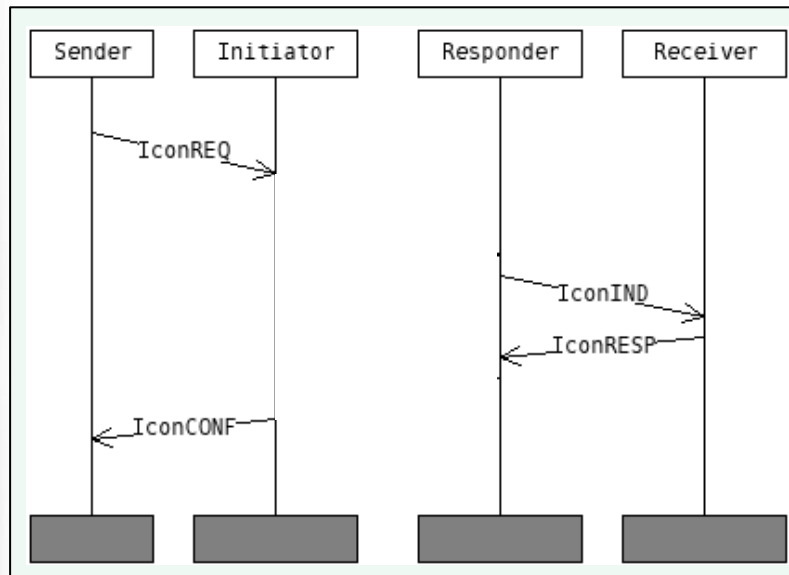 Sender
Initiator
Responder
Receiver
IconREQ
IconIND
IconRESP
IconCONF